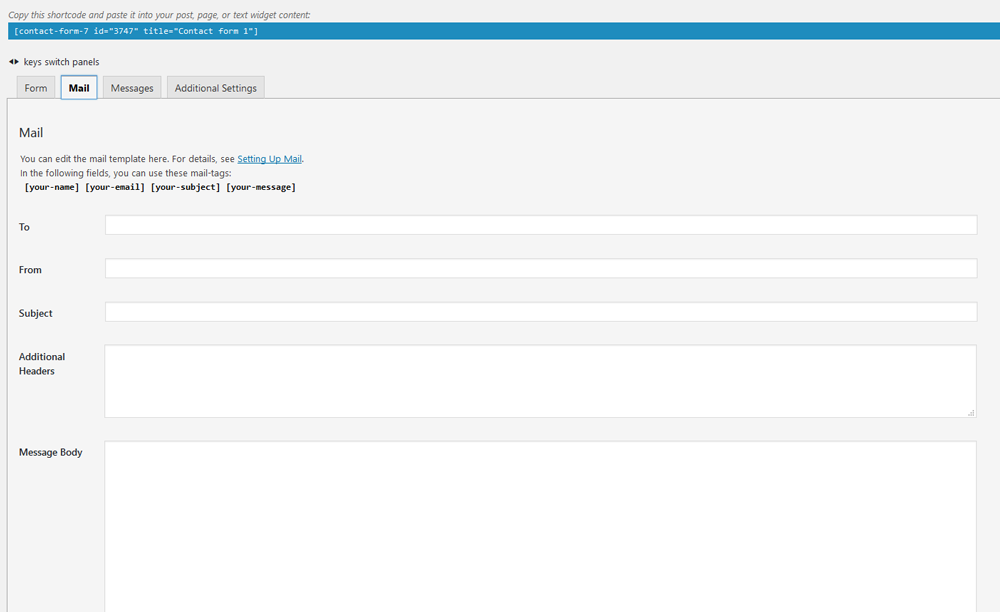 Copy this shortcode and paste it into your post, page, or text widget content:
[contact-form-7 id="3747" title="Contact form 1"]
keys switch panels
Form Mail Messages Additional Settings
Mail
You can edit the mail template here. For details, see Setting Up Mail.
In the following fields, you can use these mail-tags:
[your-name] [your-email] [your-subject] [your-message]
To
From
Subject
Additional
Headers
Message Body